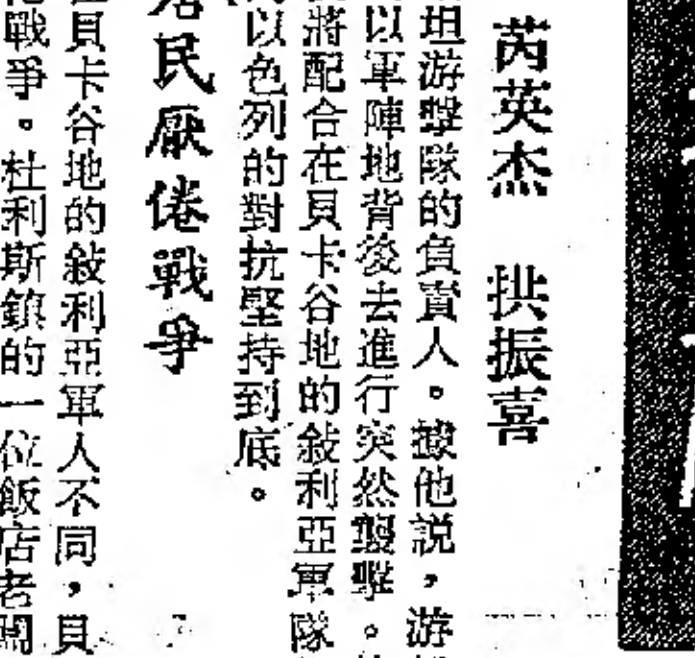 芮英杰 拱振喜
坦游擊隊的負責人。據他説，游
以軍陣地背後去進行突然襲擊。
將配合在貝卡谷地的敍利亞軍隊
以色列的對抗堅持到底。
居民厭倦戰爭
貝卡谷地的敍利亞軍人不同，貝
戰爭。杜利斯鎮的一位飯店老闆